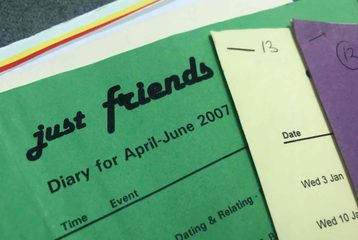 just friends
Diary for April-June 2007
Time Event
Dating & Relating -
13
Date
Wed 3 Jan
Wed 10 Ja
12